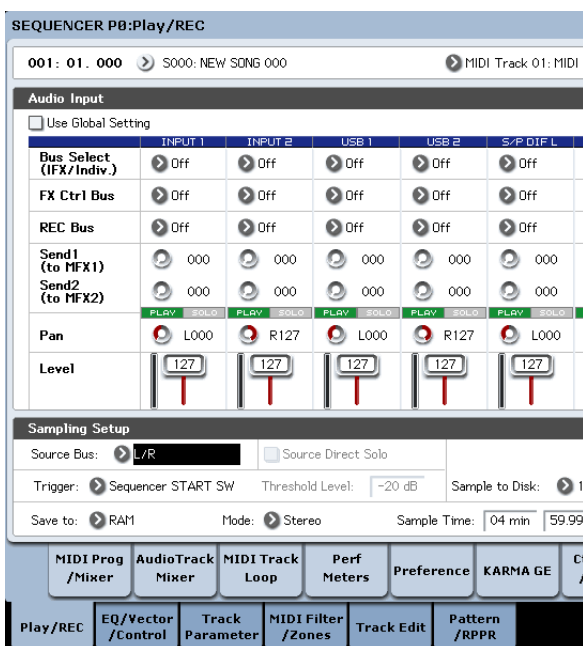 SEQUENCER P0:Play/REC
001: 01. 000 S000: NEW SONG 000 MIDI Track 01: MIDI
Audio Input
Use Global Setting
INPUT 1 INPUT 2 USB 1 USB 2 S/P DIF L
Bus Select (IFX/Indiv.) Off Off Off Off Off
FX Ctrl Bus Off Off Off Off Off
REC Bus Off Off Off Off Off
Send1 (to MFX1) 000 000 000 000 000
Send2 (to MFX2) 000 000 000 000 000
PLAY SOLO PLAY SOLO PLAY SOLO PLAY SOLO PLAY SOLO
Pan L000 R127 L000 R127 L000
Level 127 127 127 127 127
Sampling Setup
Source Bus: L/R Source Direct Solo
Trigger: Sequencer START SW Threshold Level: -20 dB Sample to Disk:
Save to: RAM Mode: Stereo Sample Time: 04 min 59.99
MIDI Prog /Mixer AudioTrack Mixer MIDI Track Loop Perf Meters Preference KARMA GE
Play/REC EQ/Vector /Control Track Parameter MIDI Filter /Zones Track Edit Pattern /RPPR